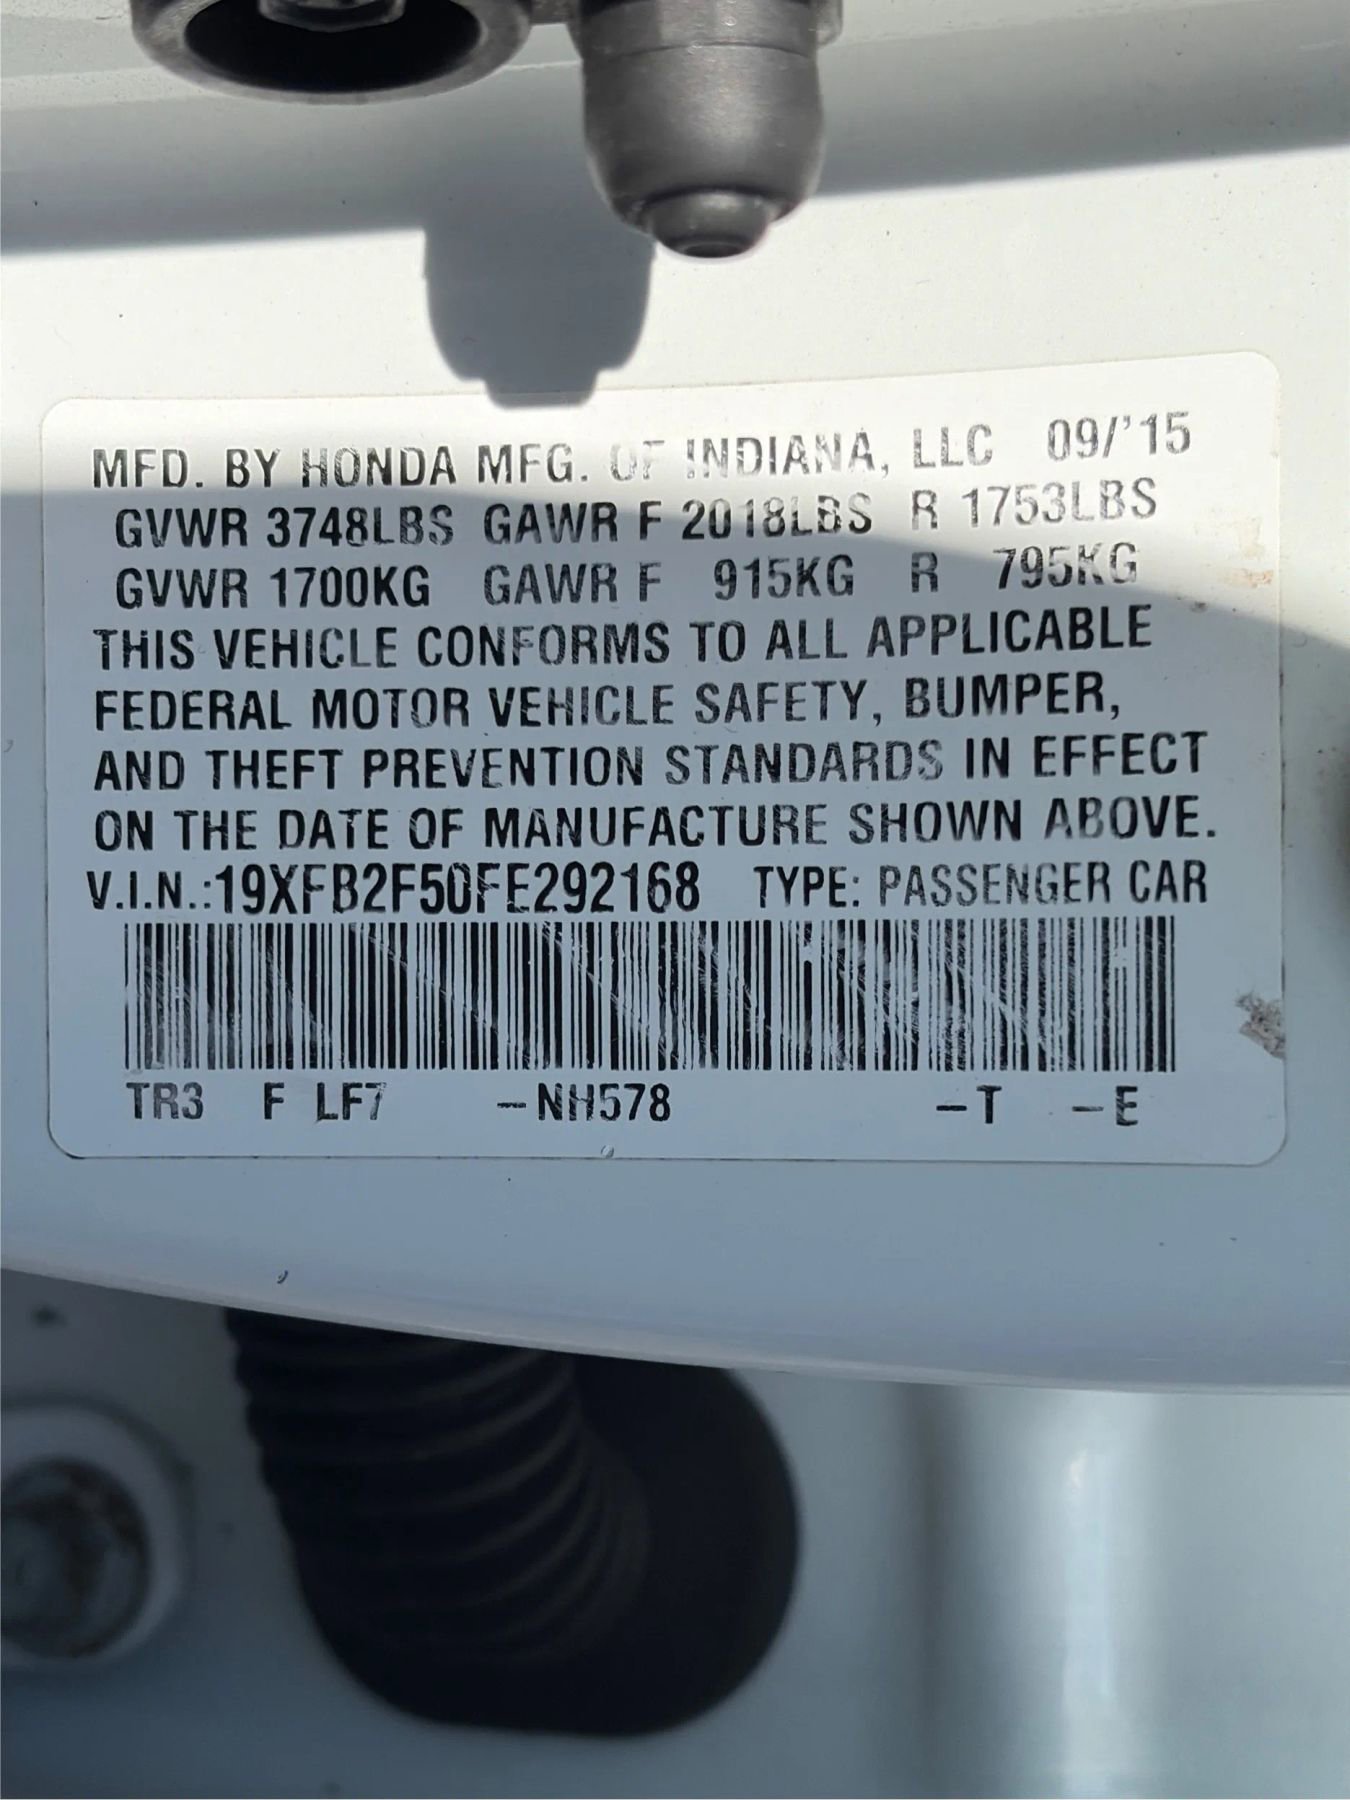 MFD. BY HONDA MFG. OF INDIANA, LLC 09/'15
GVWR 3748LBS GAWR F 2018LBS R 1753LBS
GVWR 1700KG GAWR F 915KG R 795KG
THIS VEHICLE CONFORMS TO ALL APPLICABLE
FEDERAL MOTOR VEHICLE SAFETY, BUMPER,
AND THEFT PREVENTION STANDARDS IN EFFECT
ON THE DATE OF MANUFACTURE SHOWN ABOVE.
V.I.N.:19XFB2F50FE292168 TYPE: PASSENGER CAR
TR3 F LF7 –NH578 –T –E